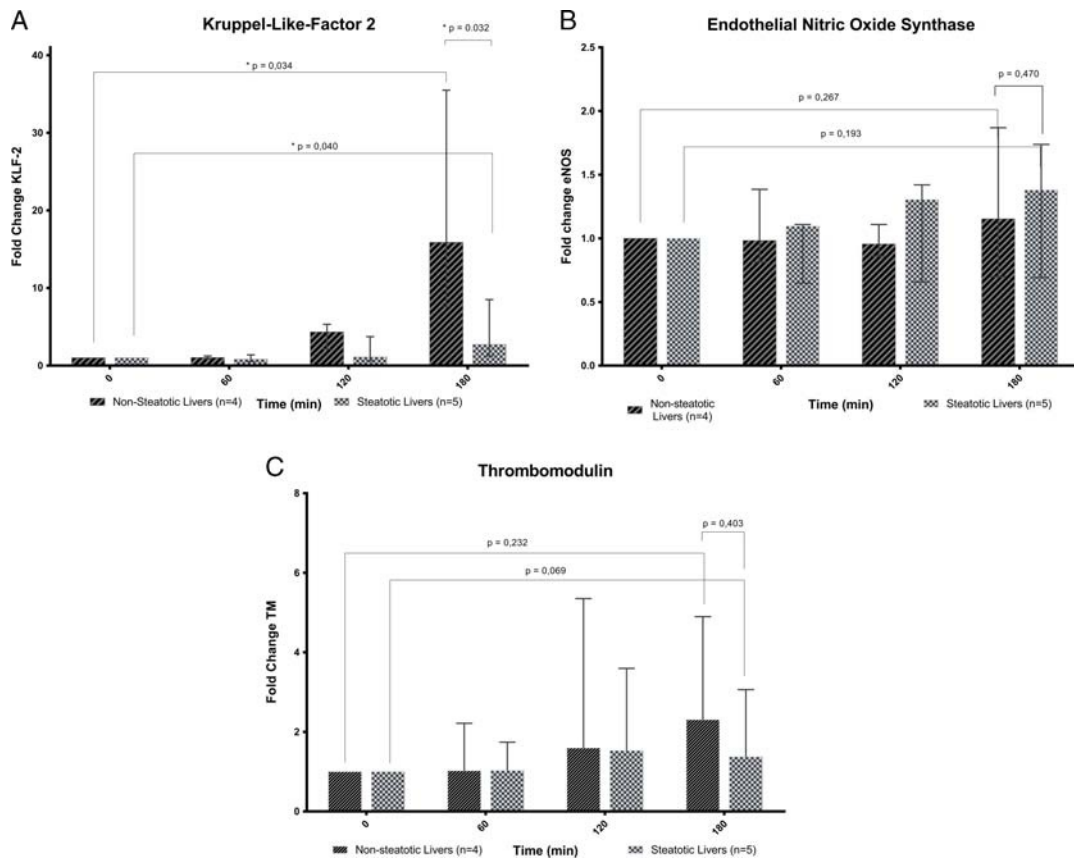 A
Kruppel-Like-Factor 2
* p = 0.032
* p = 0,034
* p = 0,040
Fold Change KLF-2
40
30
20
10
0
0
60
120
180
Time (min)
Non-Steatotic Livers (n=4)
Steatotic Livers (n=5)
B
Endothelial Nitric Oxide Synthase
p = 0,470
p = 0,267
p = 0,193
Fold change eNOS
2.5
2.0
1.5
1.0
0.5
0.0
0
60
120
180
Time (min)
Non-steatotic
Livers (n=4)
Steatotic Livers (n=5)
C
Thrombomodulin
p = 0,403
p = 0,232
p = 0,069
Fold Change TM
8
6
4
2
0
0
60
120
180
Time (min)
Non-steatotic Livers (n=4)
Steatotic Livers (n=5)